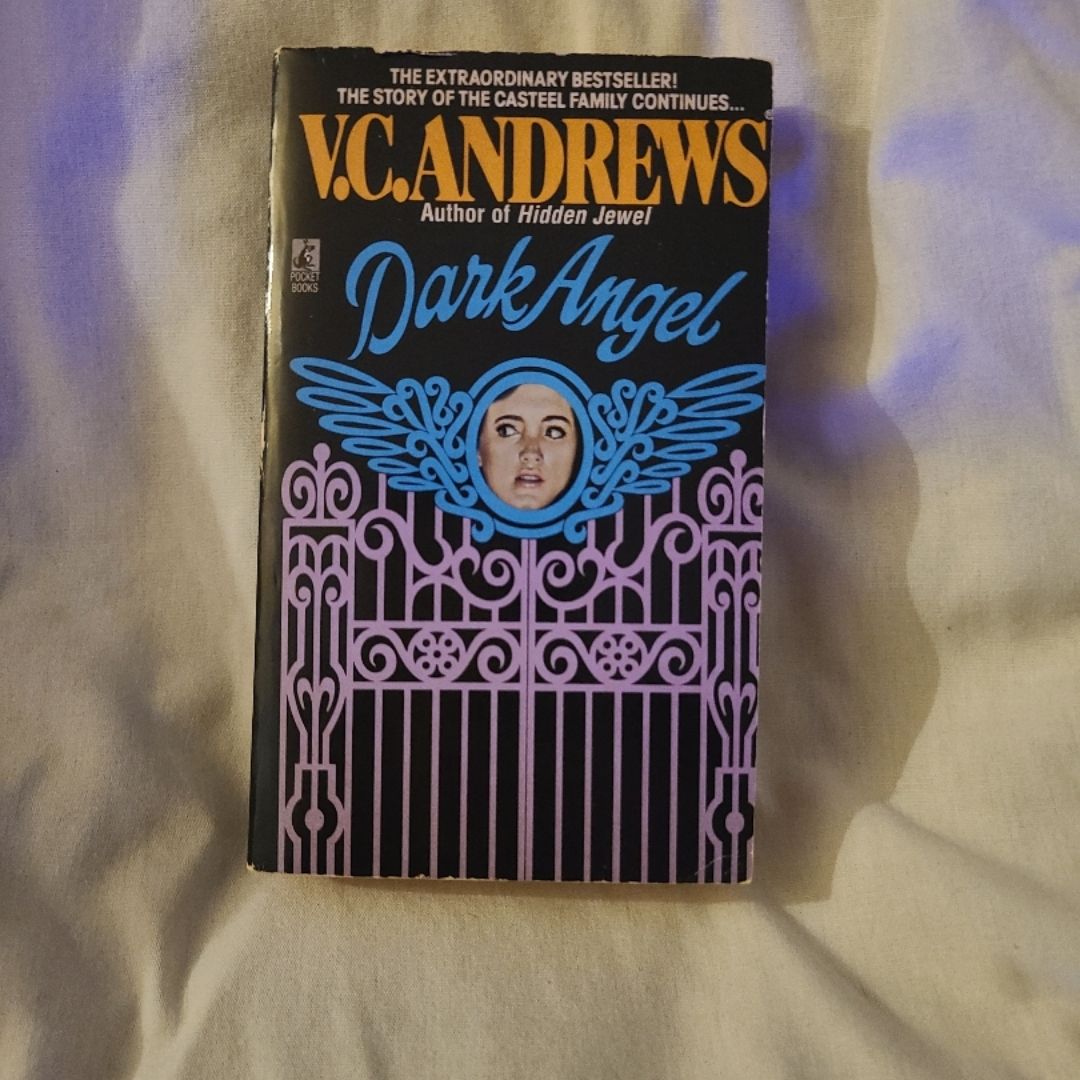 THE EXTRAORDINARY BESTSELLER!
THE STORY OF THE CASTEEL FAMILY CONTINUES...
V.C. ANDREWS®
Author of Hidden Jewel
POCKET
BOOKS
Dark Angel